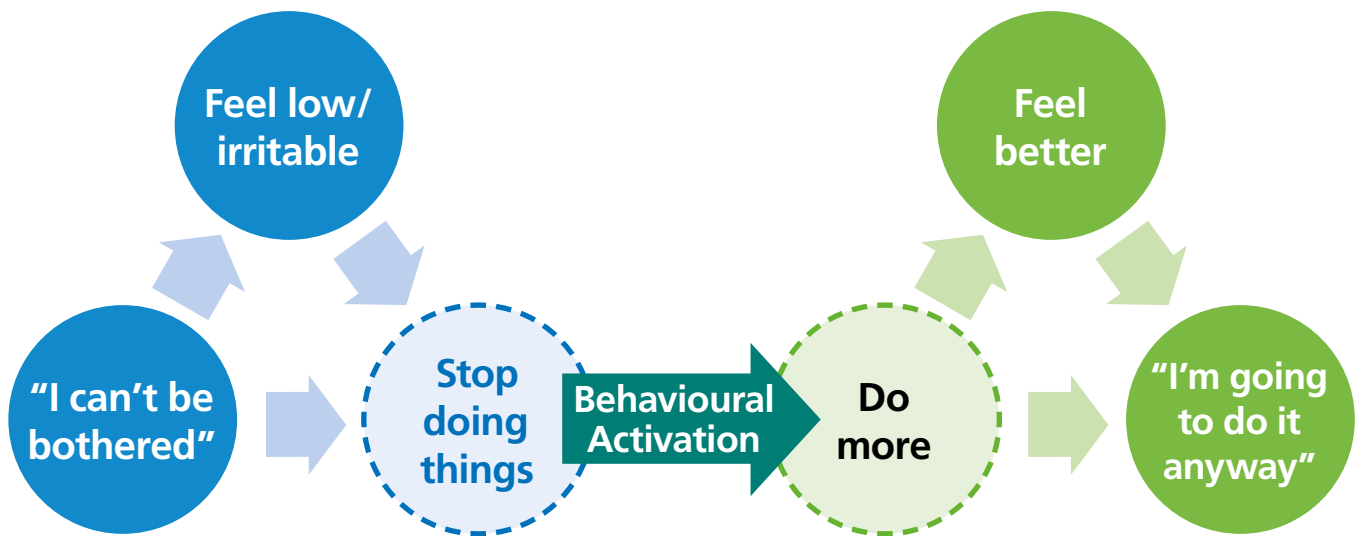 Feel low/
irritable
“I can’t be
bothered”
Stop
doing
things
Behavioural
Activation
Do
more
Feel
better
“I’m going
to do it
anyway”